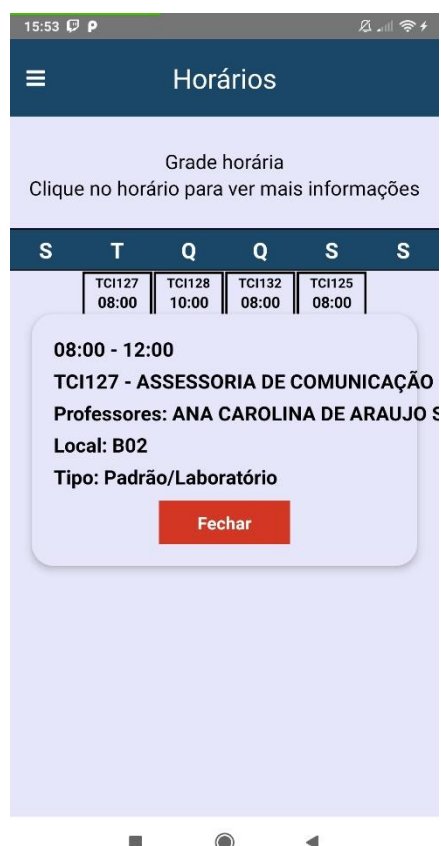 15:53
Horários
Grade horária
Clique no horário para ver mais informações
S T Q Q S S
TCI127 TCI128 TCI132 TCI125
08:00 10:00 08:00 08:00
08:00 - 12:00
TCI127 - ASSESSORIA DE COMUNICAÇÃO
Professores: ANA CAROLINA DE ARAUJO S
Local: B02
Tipo: Padrão/Laboratório
Fechar